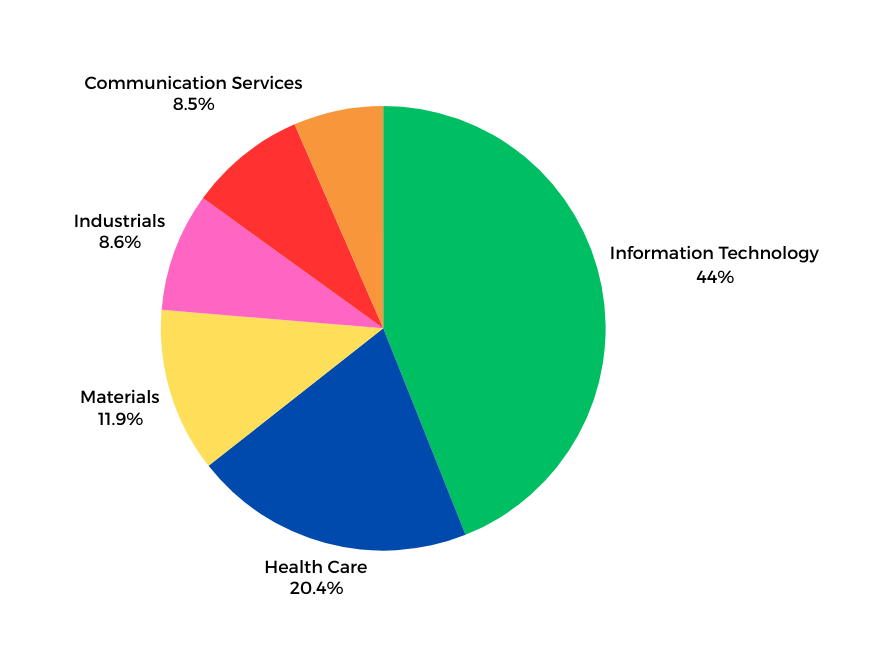 Communication Services
8.5%
Industrials
8.6%
Information Technology
44%
Materials
11.9%
Health Care
20.4%